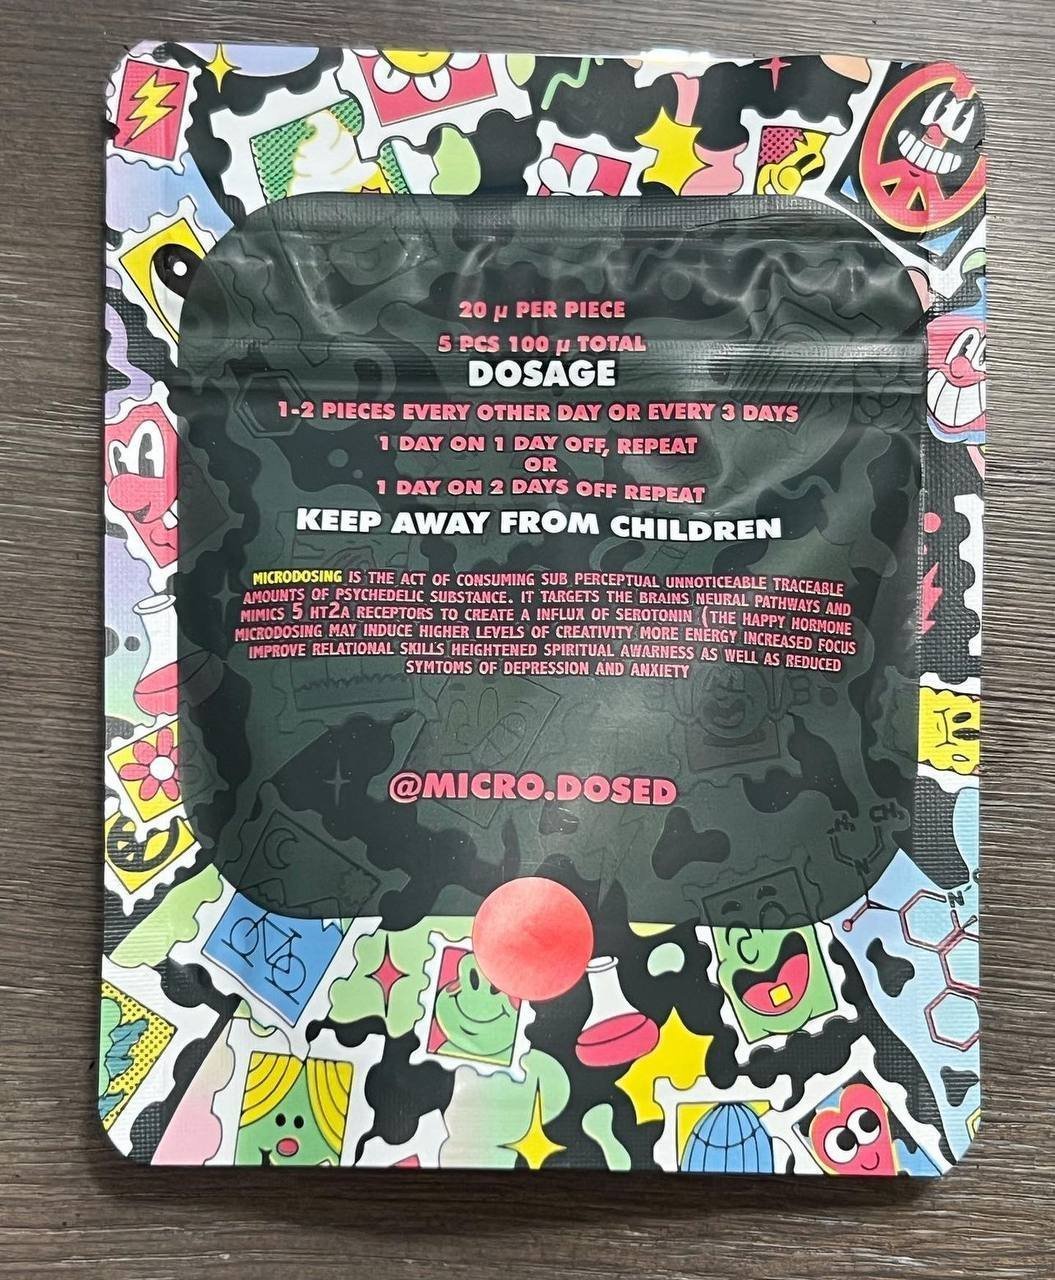 20 µ PER PIECE
5 PCS 100 µ TOTAL
DOSAGE
1-2 PIECES EVERY OTHER DAY OR EVERY 3 DAYS
1 DAY ON 1 DAY OFF, REPEAT
OR
1 DAY ON 2 DAYS OFF REPEAT
KEEP AWAY FROM CHILDREN
MICRODOSING IS THE ACT OF CONSUMING SUB PERCEPTUAL UNNOTICEABLE TRACEABLE
AMOUNTS OF PSYCHEDELIC SUBSTANCE. IT TARGETS THE BRAINS NEURAL PATHWAYS AND
MIMICS 5 HT2A RECEPTORS TO CREATE A INFLUX OF SEROTONIN (THE HAPPY HORMONE
MICRODOSING MAY INDUCE HIGHER LEVELS OF CREATIVITY MORE ENERGY INCREASED FOCUS
IMPROVE RELATIONAL SKILLS HEIGHTENED SPIRITUAL AWARNESS AS WELL AS REDUCED
SYMTOMS OF DEPRESSION AND ANXIETY
@MICRO.DOSED
CH₃
N
N